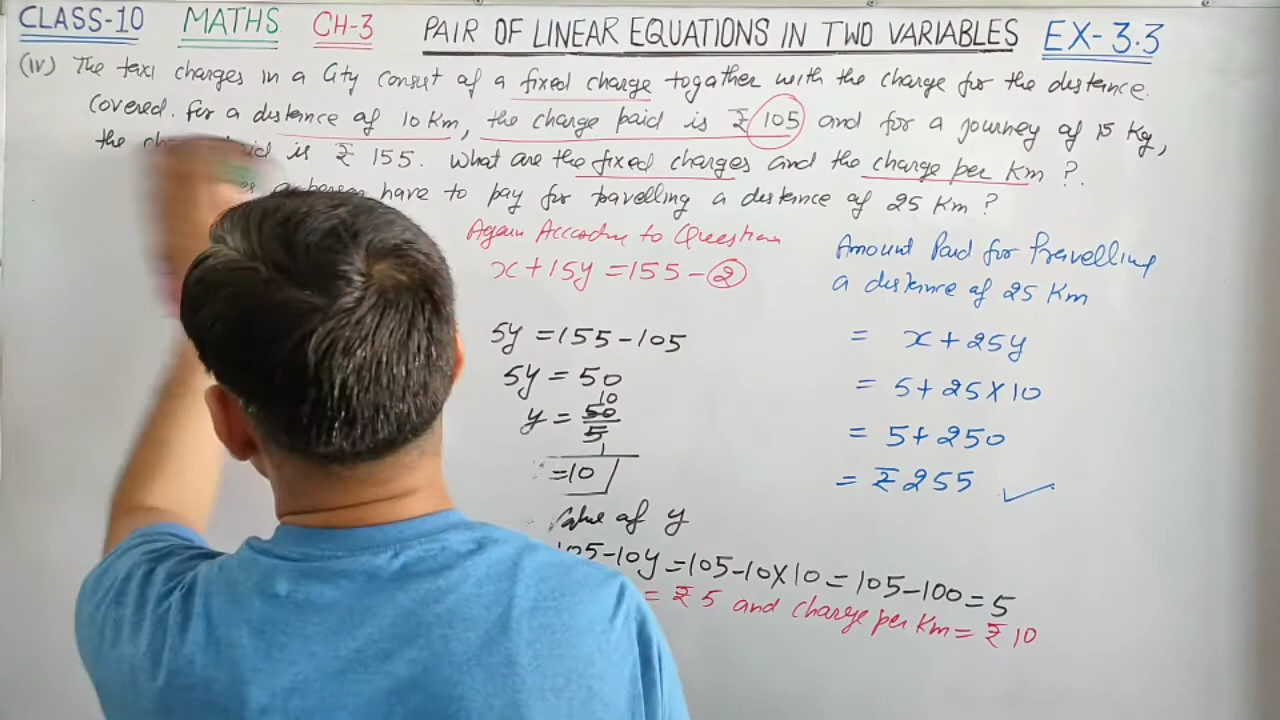 CLASS-10 MATHS CH-3 PAIR OF LINEAR EQUATIONS IN TWO VARIABLES EX-3.3
(iv) The taxi charges in a City consist of a fixed charge together with the charge for the distance
covered. For a distance of 10 Km, the charge paid is ₹ 105 and for a journey of 15 Kg,
the is ₹ 155. What are the fixed charges and the charge per km ?
a person have to pay for travelling a distance of 25 Km ?
Again According to Question
x + 15y = 155 - ②
5y = 155 - 105
5y = 50
10
y = 50/5
1
= 10
Value of y
105-10y = 105-10×10 = 105-100 = 5
= ₹ 5 and charge per Km = ₹ 10
Amount Paid for Travelling
a distance of 25 Km
= x + 25y
= 5 + 25×10
= 5 + 250
= ₹ 255 ✓